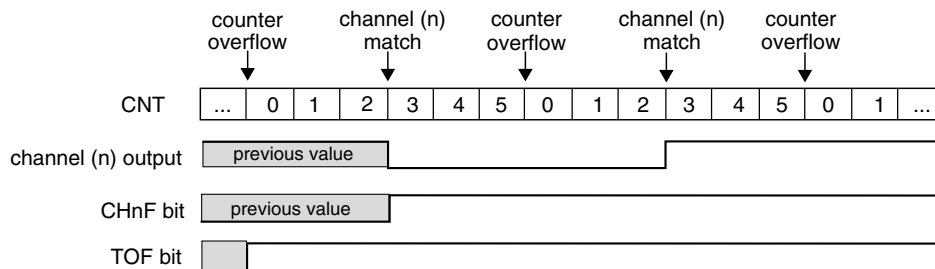 counter overflow channel (n) match counter overflow channel (n) match counter overflow
CNT ... 0 1 2 3 4 5 0 1 2 3 4 5 0 1 ...
channel (n) output previous value
CHnF bit previous value
TOF bit